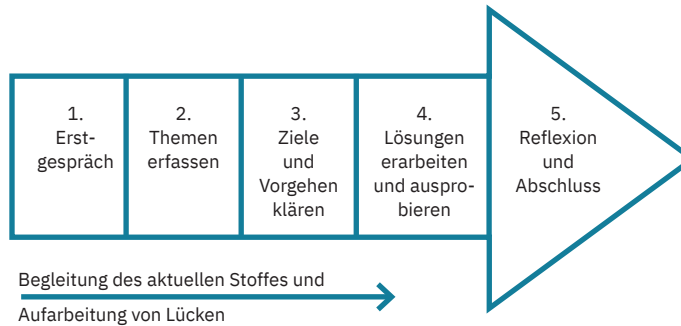 1.
Erst-
gespräch
2.
Themen
erfassen
3.
Ziele
und
Vorgehen
klären
4.
Lösungen
erarbeiten
und auspro-
bieren
5.
Reflexion
und
Abschluss
Begleitung des aktuellen Stoffes und
Aufarbeitung von Lücken